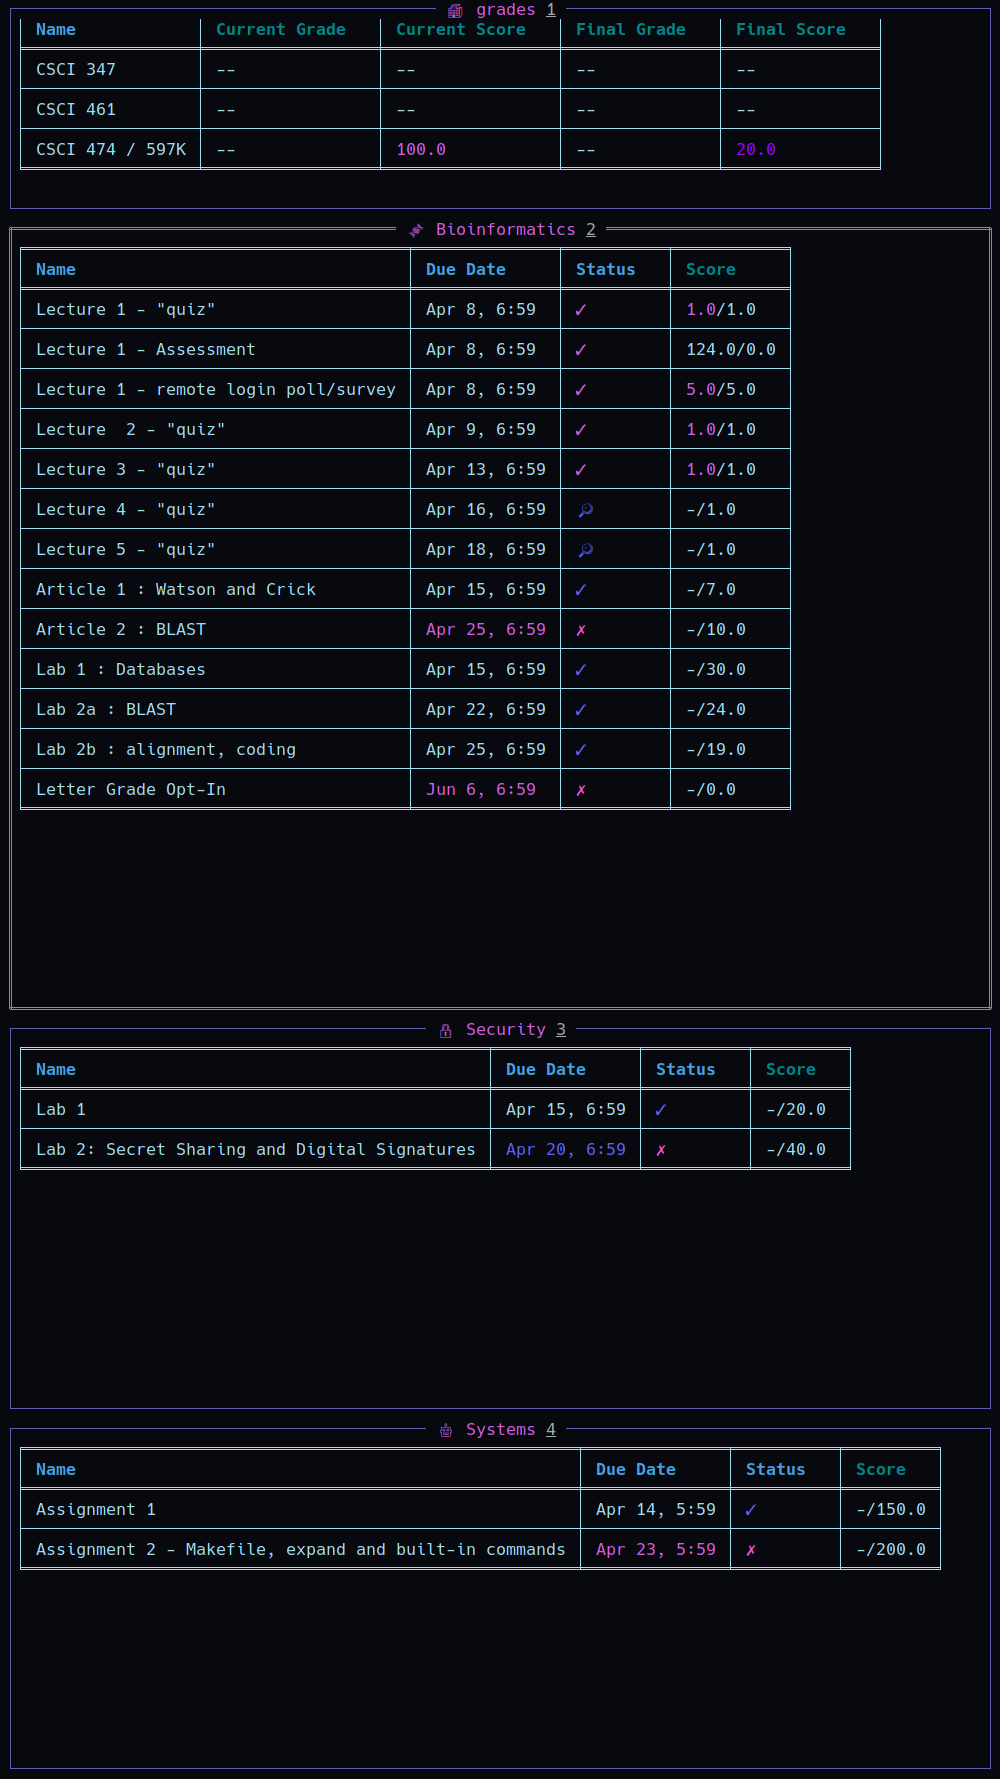 grades 1
Name Current Grade Current Score Final Grade Final Score
CSCI 347 -- -- -- --
CSCI 461 -- -- -- --
CSCI 474 / 597K -- 100.0 -- 20.0
Bioinformatics 2
Name Due Date Status Score
Lecture 1 - "quiz" Apr 8, 6:59 ✓ 1.0/1.0
Lecture 1 - Assessment Apr 8, 6:59 ✓ 124.0/0.0
Lecture 1 - remote login poll/survey Apr 8, 6:59 ✓ 5.0/5.0
Lecture  2 - "quiz" Apr 9, 6:59 ✓ 1.0/1.0
Lecture 3 - "quiz" Apr 13, 6:59 ✓ 1.0/1.0
Lecture 4 - "quiz" Apr 16, 6:59 -/1.0
Lecture 5 - "quiz" Apr 18, 6:59 -/1.0
Article 1 : Watson and Crick Apr 15, 6:59 ✓ -/7.0
Article 2 : BLAST Apr 25, 6:59 ✗ -/10.0
Lab 1 : Databases Apr 15, 6:59 ✓ -/30.0
Lab 2a : BLAST Apr 22, 6:59 ✓ -/24.0
Lab 2b : alignment, coding Apr 25, 6:59 ✓ -/19.0
Letter Grade Opt-In Jun 6, 6:59 ✗ -/0.0
Security 3
Name Due Date Status Score
Lab 1 Apr 15, 6:59 ✓ -/20.0
Lab 2: Secret Sharing and Digital Signatures Apr 20, 6:59 ✗ -/40.0
Systems 4
Name Due Date Status Score
Assignment 1 Apr 14, 5:59 ✓ -/150.0
Assignment 2 - Makefile, expand and built-in commands Apr 23, 5:59 ✗ -/200.0